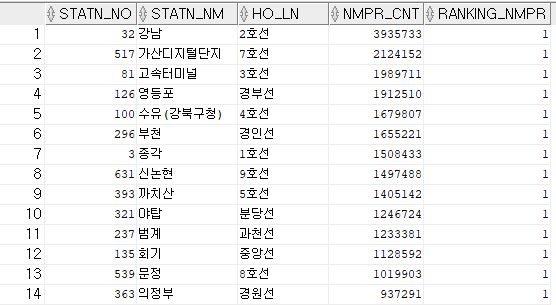 STATN_NO STATN_NM HO_LN NMPR_CNT RANKING_NMPR
1 32 강남 2호선 3935733 1
2 517 가산디지털단지 7호선 2124152 1
3 81 고속터미널 3호선 1989711 1
4 126 영등포 경부선 1912510 1
5 100 수유(강북구청) 4호선 1679807 1
6 296 부천 경인선 1655221 1
7 3 종각 1호선 1508433 1
8 631 신논현 9호선 1497488 1
9 393 까치산 5호선 1405142 1
10 321 야탑 분당선 1246724 1
11 237 범계 과천선 1233381 1
12 135 회기 중앙선 1128592 1
13 539 문정 8호선 1019903 1
14 363 의정부 경원선 937291 1